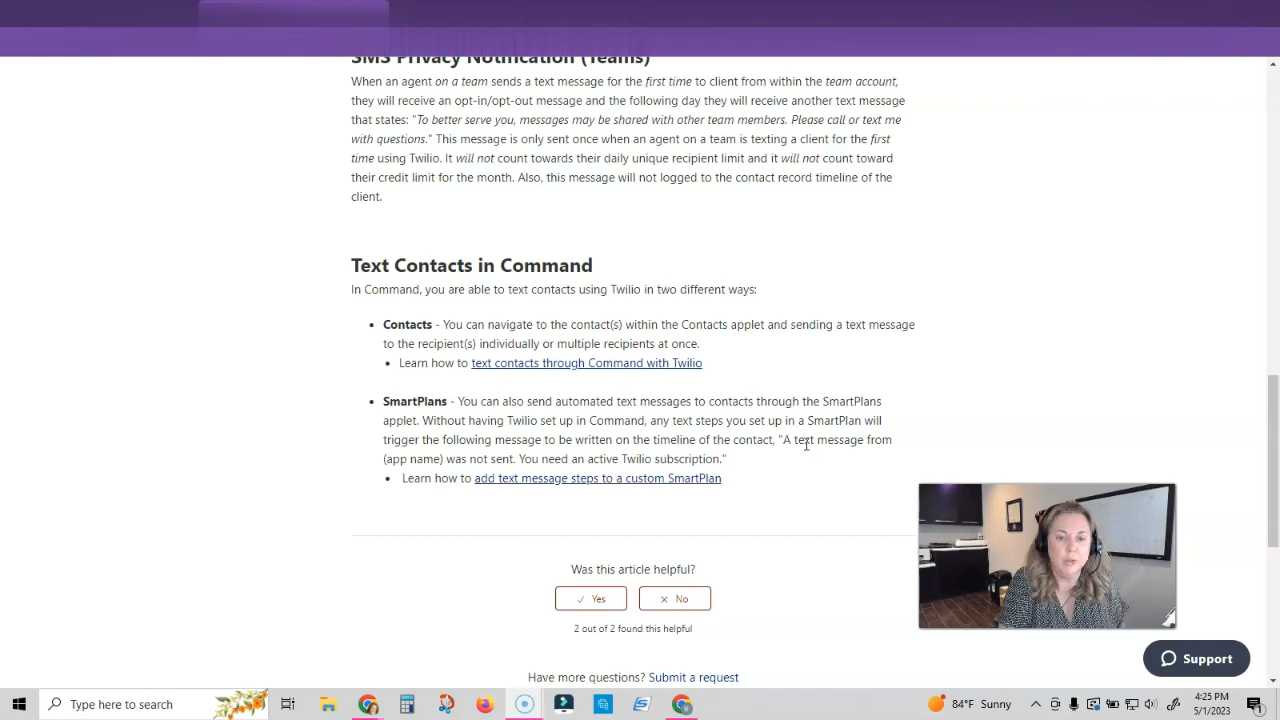 SMS Privacy Notification (Teams)
When an agent on a team sends a text message for the first time to client from within the team account,
they will receive an opt-in/opt-out message and the following day they will receive another text message
that states: "To better serve you, messages may be shared with other team members. Please call or text me
with questions." This message is only sent once when an agent on a team is texting a client for the first
time using Twilio. It will not count towards their daily unique recipient limit and it will not count toward
their credit limit for the month. Also, this message will not logged to the contact record timeline of the
client.
Text Contacts in Command
In Command, you are able to text contacts using Twilio in two different ways:
• Contacts - You can navigate to the contact(s) within the Contacts applet and sending a text message
to the recipient(s) individually or multiple recipients at once.
• Learn how to text contacts through Command with Twilio
• SmartPlans - You can also send automated text messages to contacts through the SmartPlans
applet. Without having Twilio set up in Command, any text steps you set up in a SmartPlan will
trigger the following message to be written on the timeline of the contact, "A text message from
(app name) was not sent. You need an active Twilio subscription."
• Learn how to add text message steps to a custom SmartPlan
Was this article helpful?
✓ Yes
✕ No
2 out of 2 found this helpful
Have more questions? Submit a request
Support
Type here to search
84°F Sunny
4:25 PM
5/1/2023